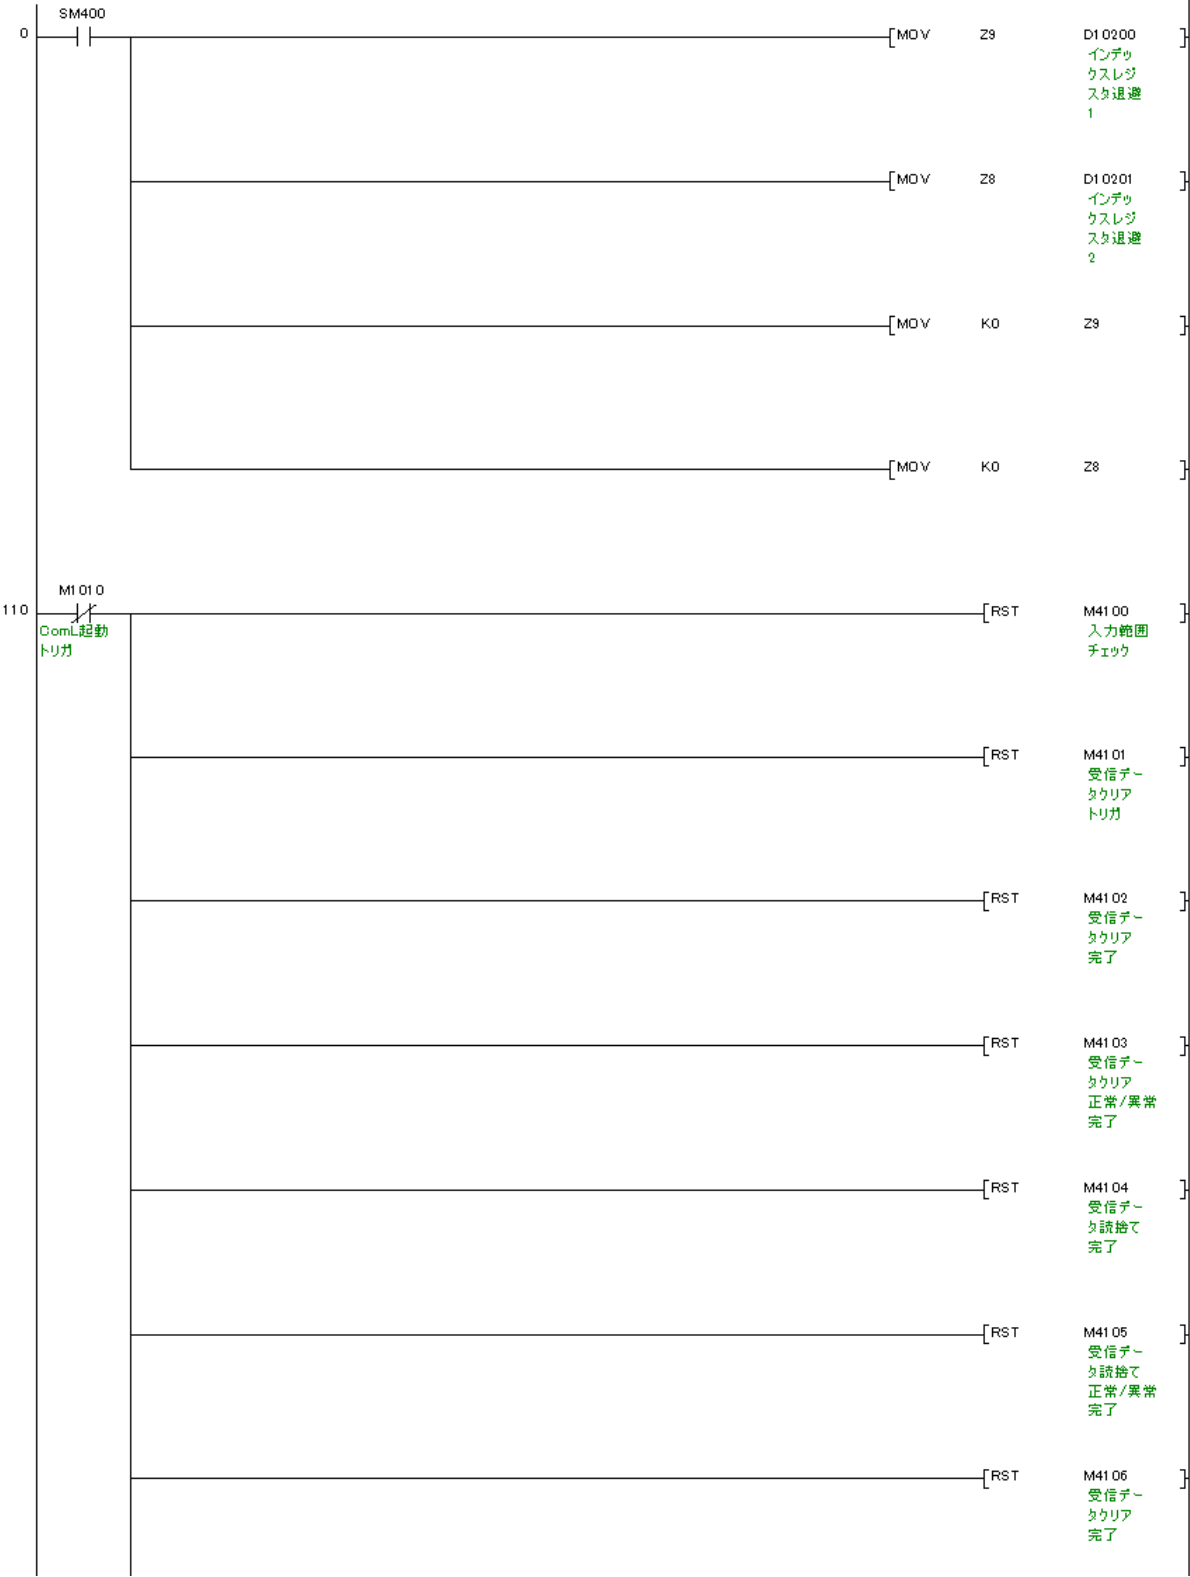 SM400
0 MOV Z9 D10200
インデッ
クスレジ
スタ退避
1
MOV Z8 D10201
インデッ
クスレジ
スタ退避
2
MOV K0 Z9
MOV K0 Z8
M1010
110 RST M4100
ComL起動
トリガ
入力範囲
チェック
RST M4101
受信デー
タクリア
トリガ
RST M4102
受信デー
タクリア
完了
RST M4103
受信デー
タクリア
正常/異常
完了
RST M4104
受信デー
タ読捨て
完了
RST M4105
受信デー
タ読捨て
正常/異常
完了
RST M4106
受信デー
タクリア
完了